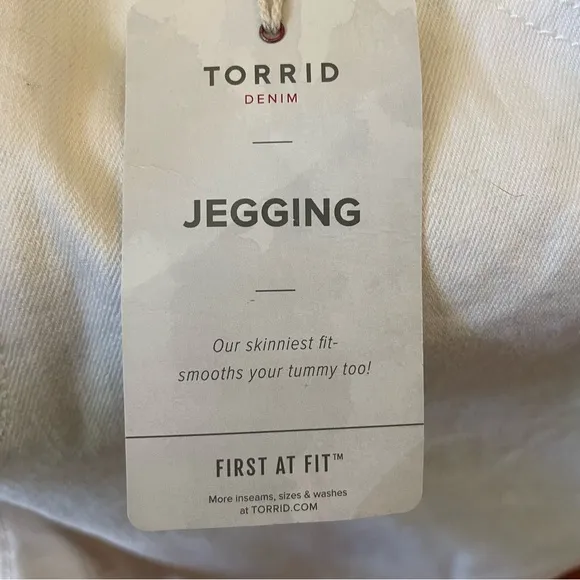 TORRID
DENIM
JEGGING
Our skinniest fit-
smooths your tummy too!
FIRST AT FIT™
More inseams, sizes & washes
at TORRID.COM